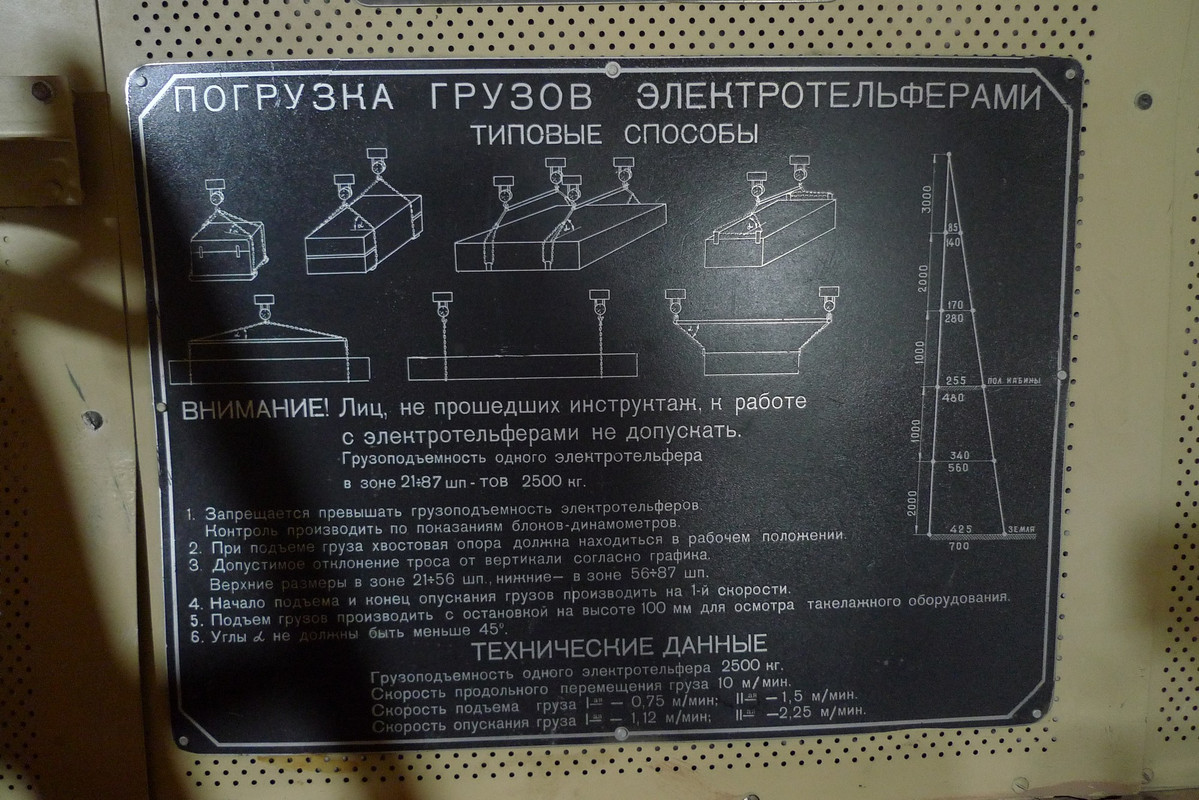 ПОГРУЗКА ГРУЗОВ ЭЛЕКТРОТЕЛЬФЕРАМИ
ТИПОВЫЕ СПОСОБЫ
3000
85
140
2000
170
280
1000
255 ПОЛ КАБИНЫ
480
1000
340
560
2000
425 ЗЕМЛЯ
700
α
α
α
α
α
α
ВНИМАНИЕ! Лиц, не прошедших инструктаж, к работе
с электротельферами не допускать.
Грузоподъемность одного электротельфера
в зоне 21÷87 шп-тов 2500 кг.
1. Запрещается превышать грузоподъемность электротельферов.
Контроль производить по показаниям блоков-динамометров.
2. При подъеме груза хвостовая опора должна находиться в рабочем положении.
3. Допустимое отклонение троса от вертикали согласно графика.
Верхние размеры в зоне 21÷56 шп., нижние— в зоне 56÷87 шп.
4. Начало подъема и конец опускания грузов производить на 1-й скорости.
5. Подъем грузов производить с остановкой на высоте 100 мм для осмотра такелажного оборудования.
6. Углы α не должны быть меньше 45°.
ТЕХНИЧЕСКИЕ ДАННЫЕ
Грузоподъемность одного электротельфера 2500 кг.
Скорость продольного перемещения груза 10 м/мин.
Скорость подъема груза I-ая — 0,75 м/мин; II-ая —1,5 м/мин.
Скорость опускания груза I-ая — 1,12 м/мин; II-ая —2,25 м/мин.